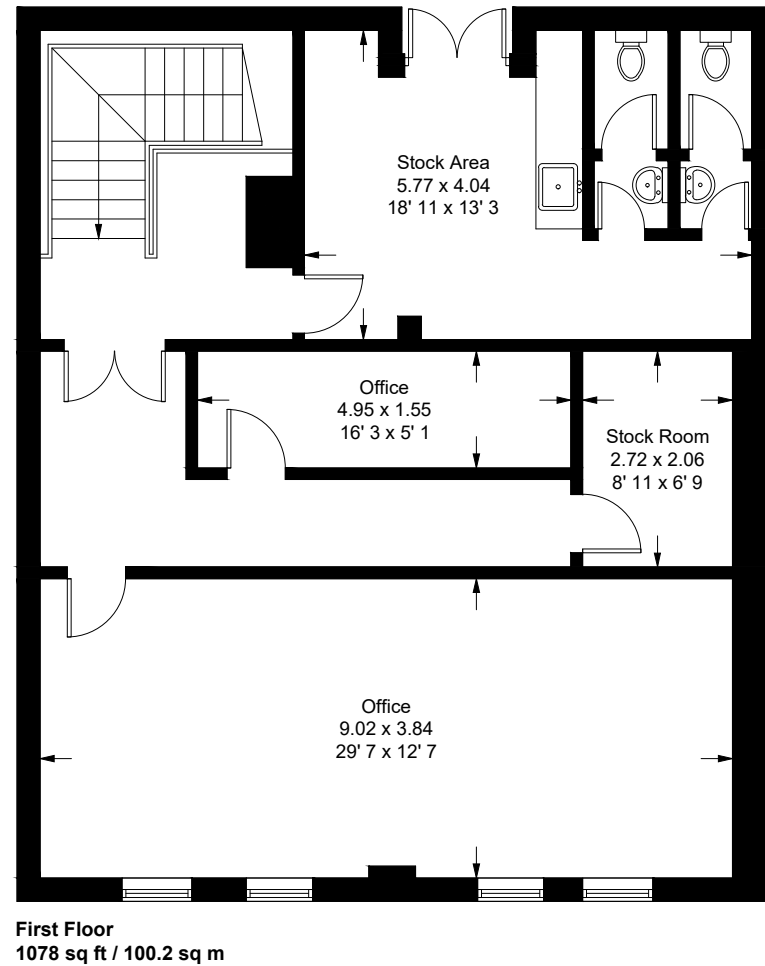 Stock Area
5.77 x 4.04
18' 11 x 13' 3
Office
4.95 x 1.55
16' 3 x 5' 1
Stock Room
2.72 x 2.06
8' 11 x 6' 9
Office
9.02 x 3.84
29' 7 x 12' 7
First Floor
1078 sq ft / 100.2 sq m